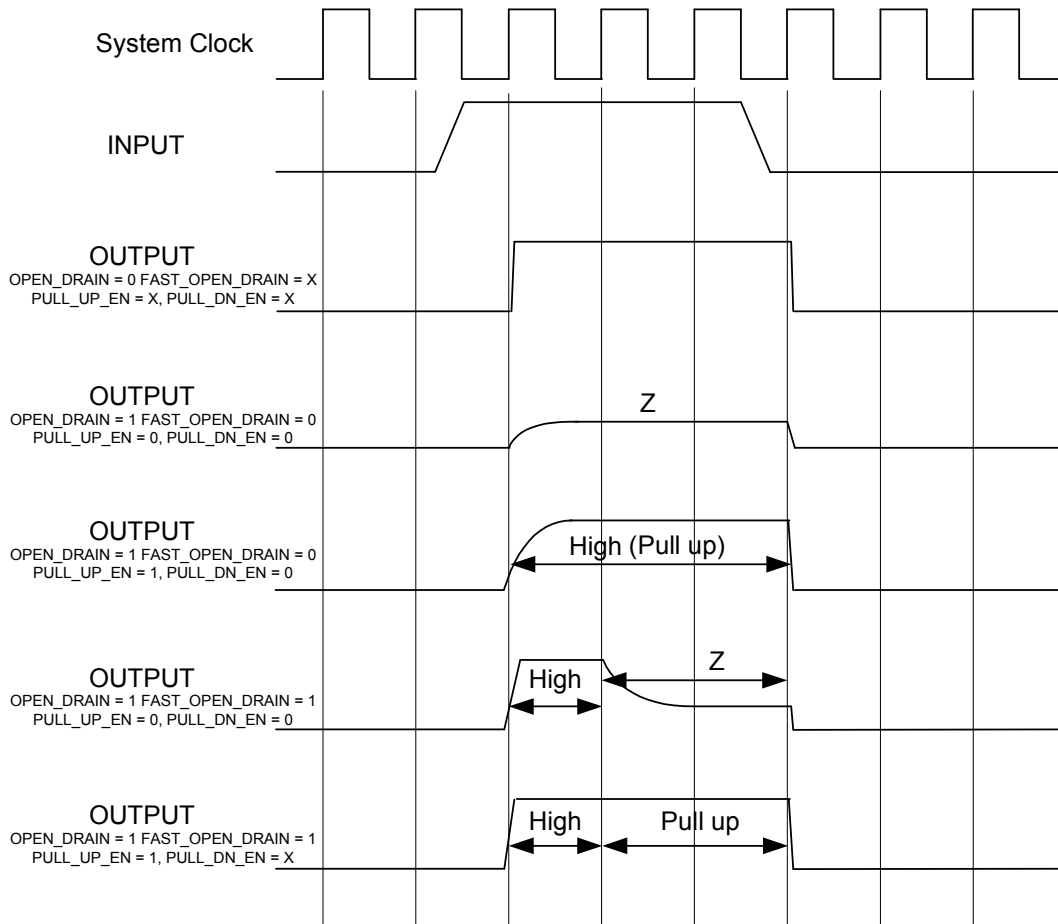 System Clock
INPUT
OUTPUT
OPEN_DRAIN = 0 FAST_OPEN_DRAIN = X
PULL_UP_EN = X, PULL_DN_EN = X
OUTPUT
OPEN_DRAIN = 1 FAST_OPEN_DRAIN = 0
PULL_UP_EN = 0, PULL_DN_EN = 0
Z
OUTPUT
OPEN_DRAIN = 1 FAST_OPEN_DRAIN = 0
PULL_UP_EN = 1, PULL_DN_EN = 0
High (Pull up)
OUTPUT
OPEN_DRAIN = 1 FAST_OPEN_DRAIN = 1
PULL_UP_EN = 0, PULL_DN_EN = 0
High
Z
OUTPUT
OPEN_DRAIN = 1 FAST_OPEN_DRAIN = 1
PULL_UP_EN = 1, PULL_DN_EN = X
High
Pull up